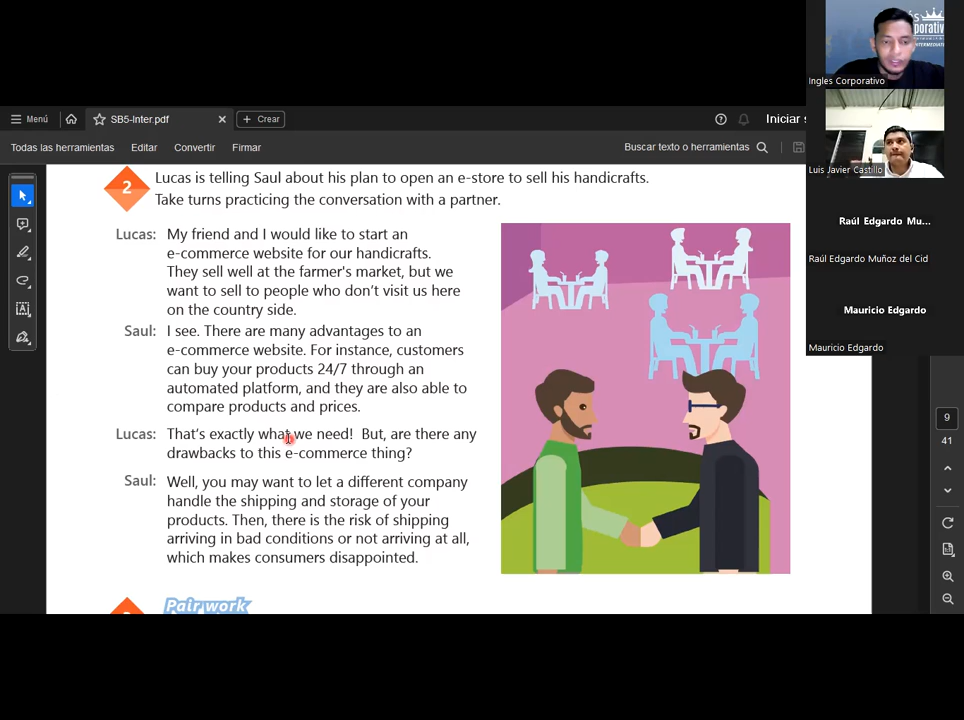 Menú
SB5-Inter.pdf
Crear
Iniciar s
Todas las herramientas
Editar
Convertir
Firmar
Buscar texto o herramientas
2
Lucas is telling Saul about his plan to open an e-store to sell his handicrafts.
Take turns practicing the conversation with a partner.
Lucas: My friend and I would like to start an
e-commerce website for our handicrafts.
They sell well at the farmer's market, but we
want to sell to people who don't visit us here
on the country side.
Saul: I see. There are many advantages to an
e-commerce website. For instance, customers
can buy your products 24/7 through an
automated platform, and they are also able to
compare products and prices.
Lucas: That's exactly what we need! But, are there any
drawbacks to this e-commerce thing?
Saul: Well, you may want to let a different company
handle the shipping and storage of your
products. Then, there is the risk of shipping
arriving in bad conditions or not arriving at all,
which makes consumers disappointed.
Pair work
Ingles Corporativo
Luis Javier Castillo
Raúl Edgardo Mu...
Raúl Edgardo Muñoz del Cid
Mauricio Edgardo
Mauricio Edgardo
9
41